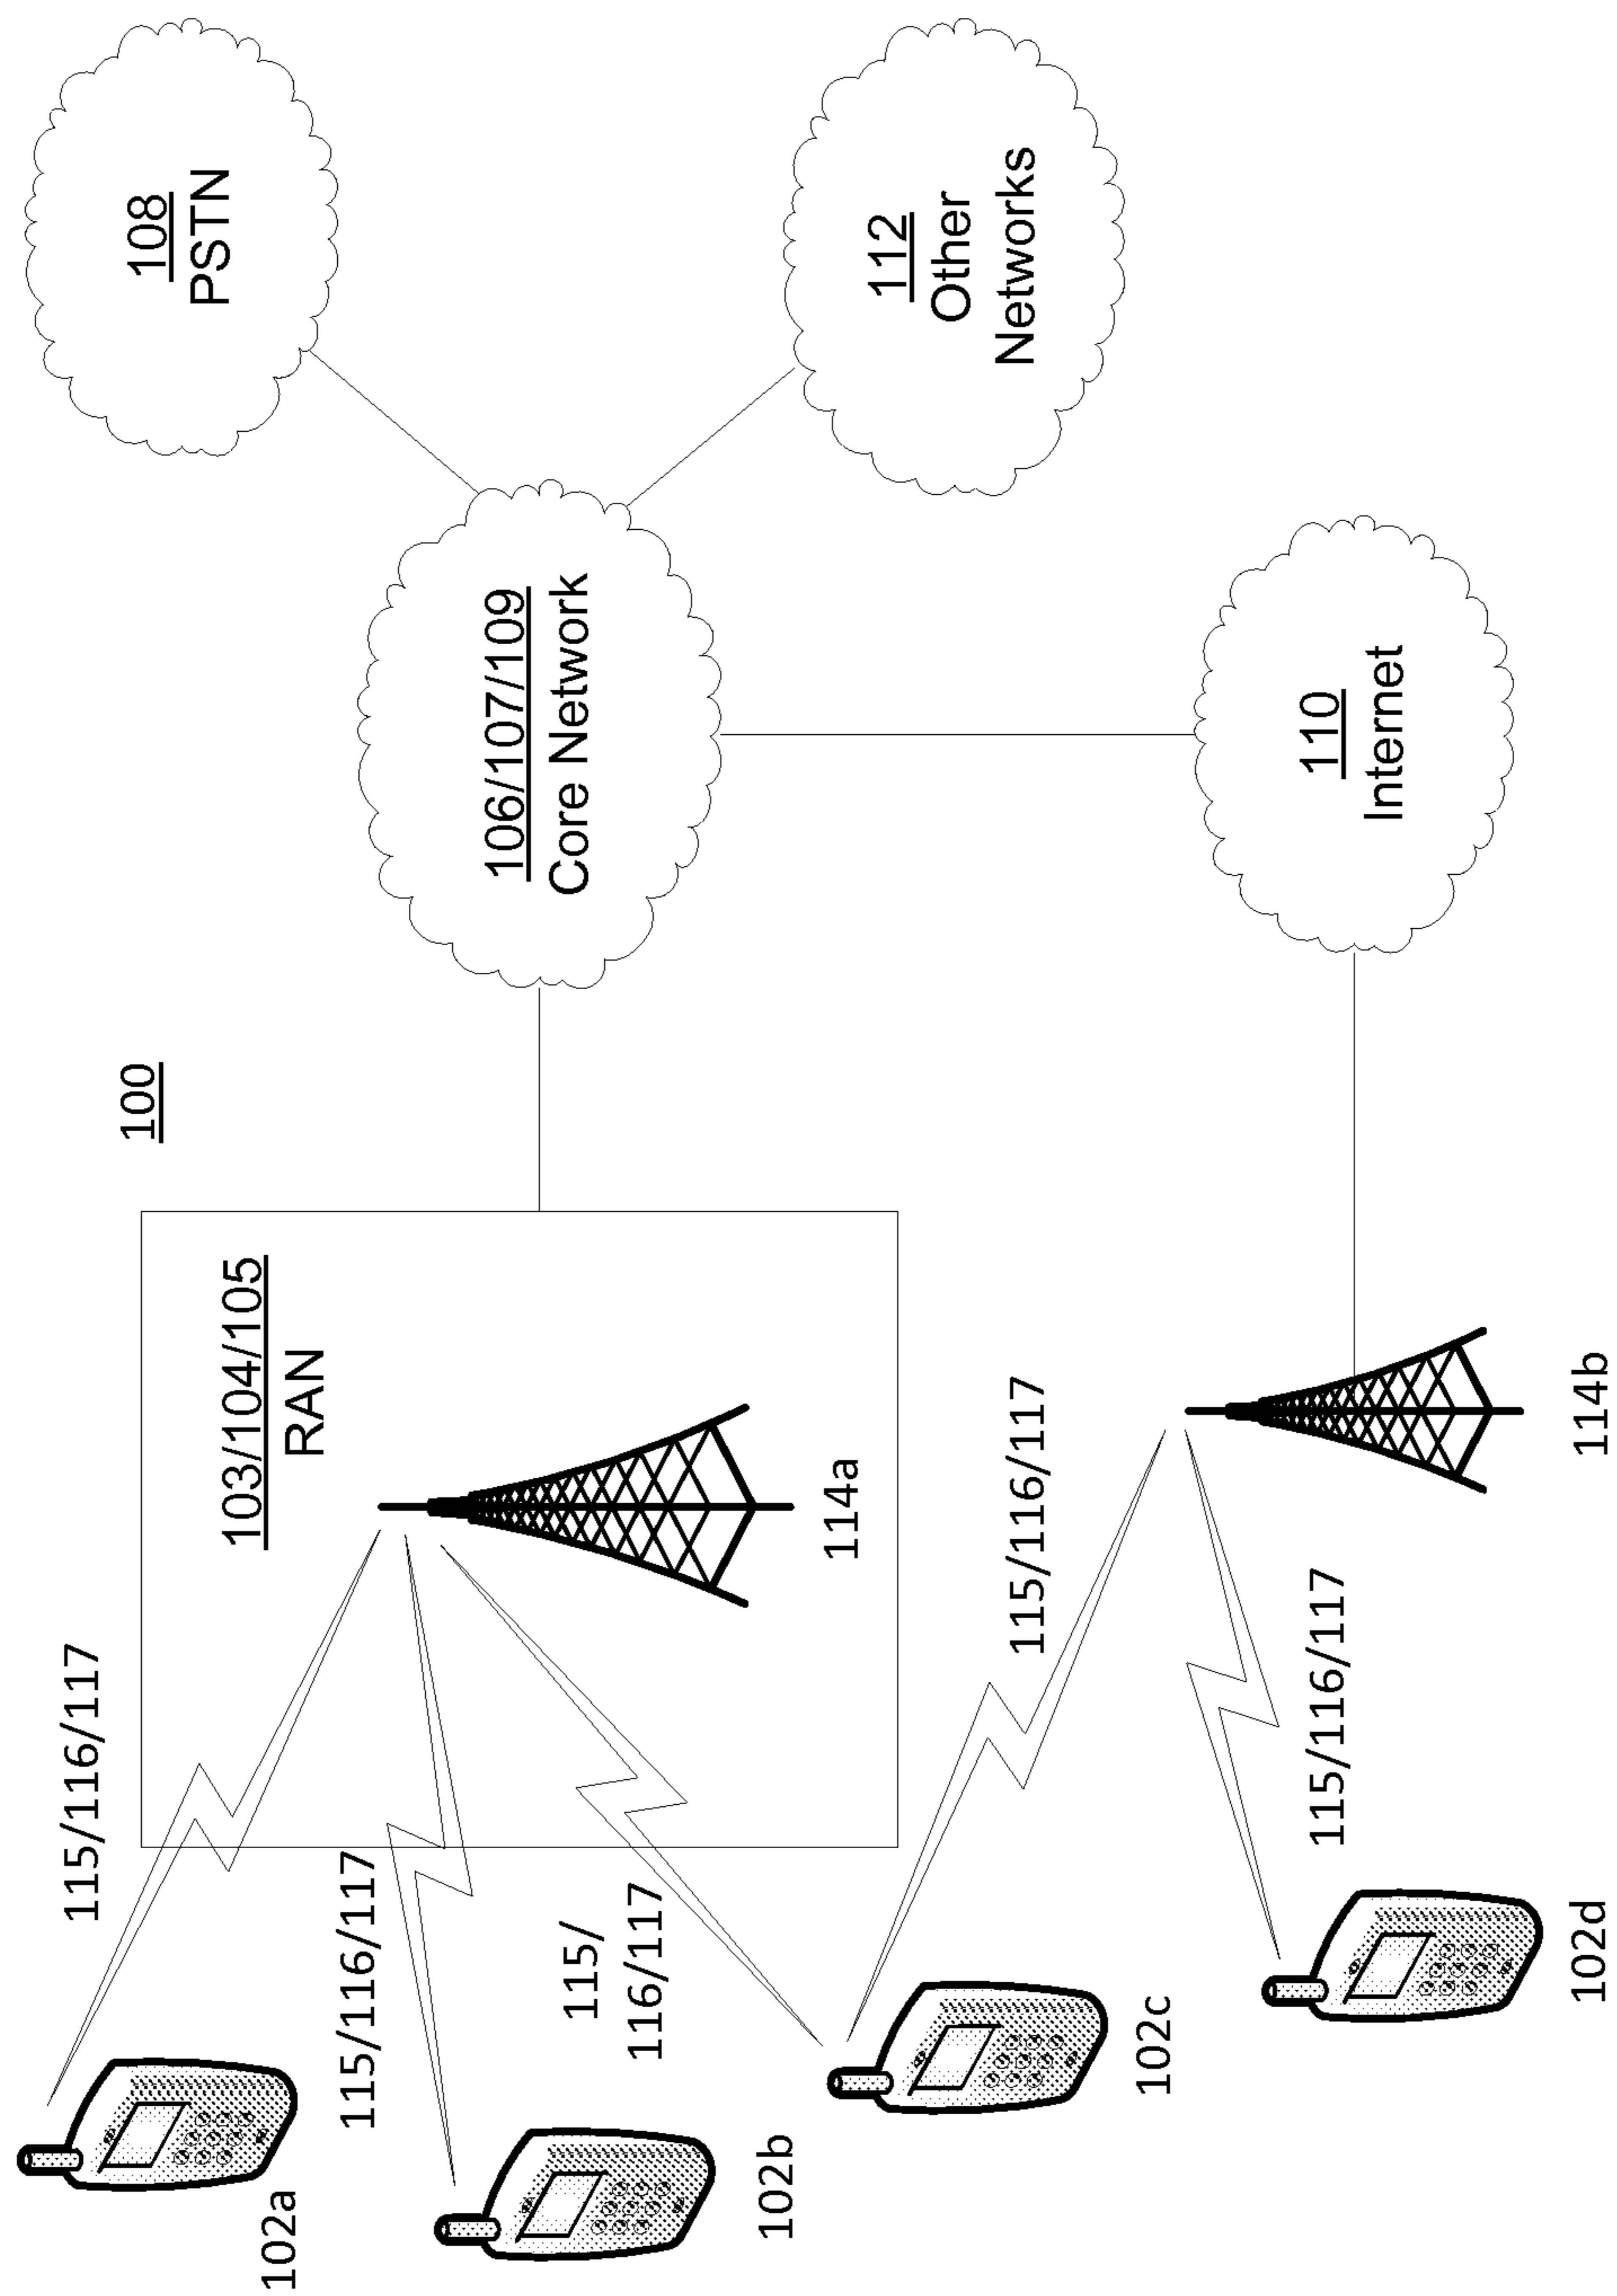 100
102a
115/116/117
103/104/105
RAN
108
PSTN
102b
115/116/117
106/107/109
Core Network
115/
116/117
114a
112
Other
Networks
102c
115/116/117
110
Internet
102d
115/116/117
114b